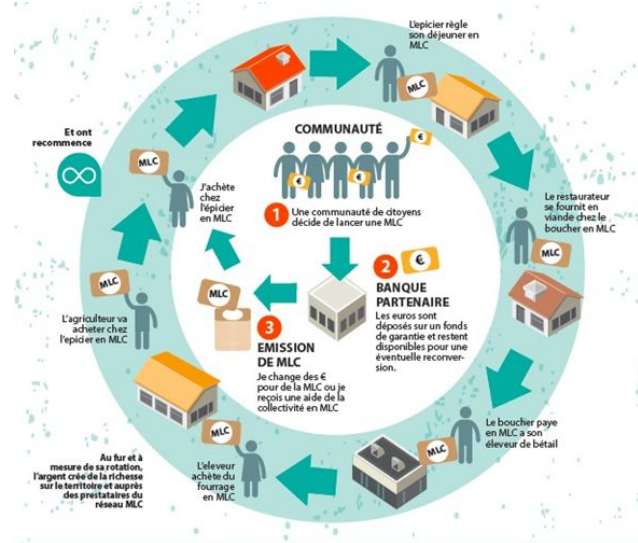 L'epicier règle
son déjeuner en
MLC
MLC
COMMUNAUTÉ
€
€
€
€
1 Une communauté de citoyens
décide de lancer une MLC
2 €
BANQUE
PARTENAIRE
Les euros sont
déposés sur un fonds
de garantie et restent
disponibles pour une
éventuelle reconver-
sion.
MLC
3
EMISSION
DE MLC
Je change des €
pour de la MLC ou je
reçois une aide de la
collectivité en MLC
J'achète
chez
l'épicier
en MLC
MLC
Le restaurateur
se fournit en
viande chez le
boucher en MLC
MLC
Le boucher paye
en MLC a son
éleveur de bétail
MLC
L'eleveur
achète du
fourrage en
MLC
MLC
L'agriculteur va
acheter chez
l'epicier en MLC
MLC
Et ont
recommence
Au fur et à
mesure de sa rotation,
l'argent crée de la richesse
sur le territoire et auprès
des prestataires du
réseau MLC